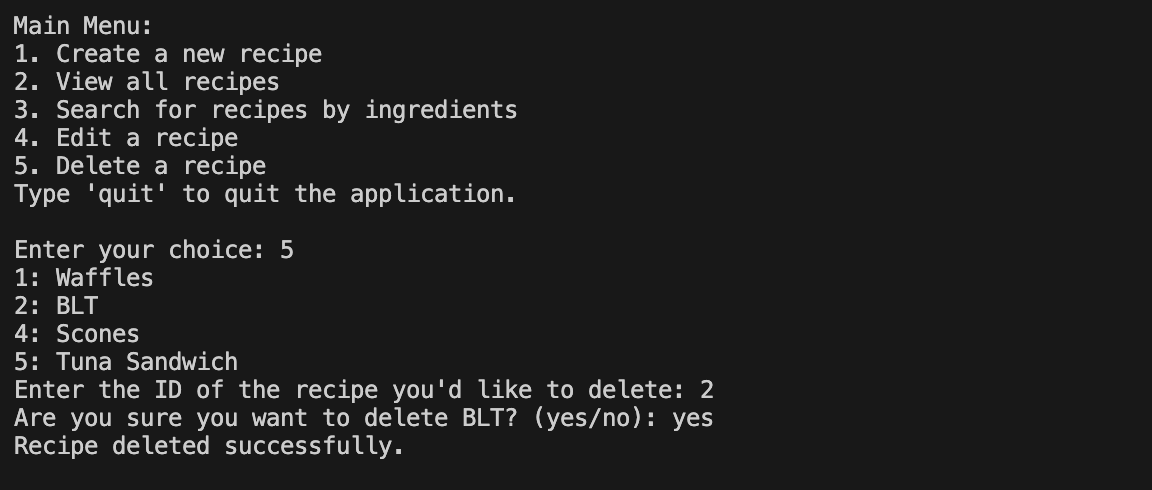 Main Menu:
1. Create a new recipe
2. View all recipes
3. Search for recipes by ingredients
4. Edit a recipe
5. Delete a recipe
Type 'quit' to quit the application.
Enter your choice: 5
1: Waffles
2: BLT
4: Scones
5: Tuna Sandwich
Enter the ID of the recipe you'd like to delete: 2
Are you sure you want to delete BLT? (yes/no): yes
Recipe deleted successfully.